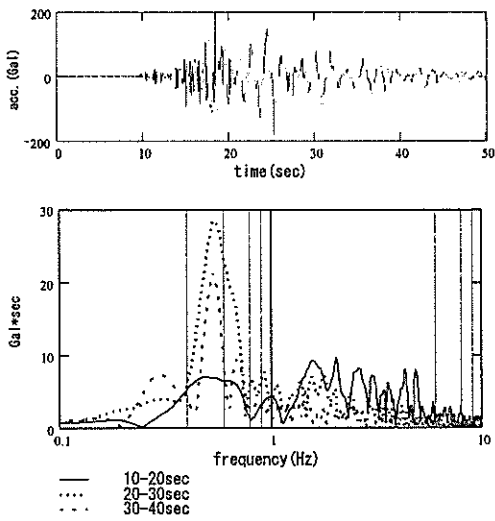 200
acc. (Gal)
0
-200
0 10 20 30 40 50
time(sec)
30
20
Gal*sec
10
0
0.1 1 10
frequency(Hz)
10-20sec
20-30sec
30-40sec